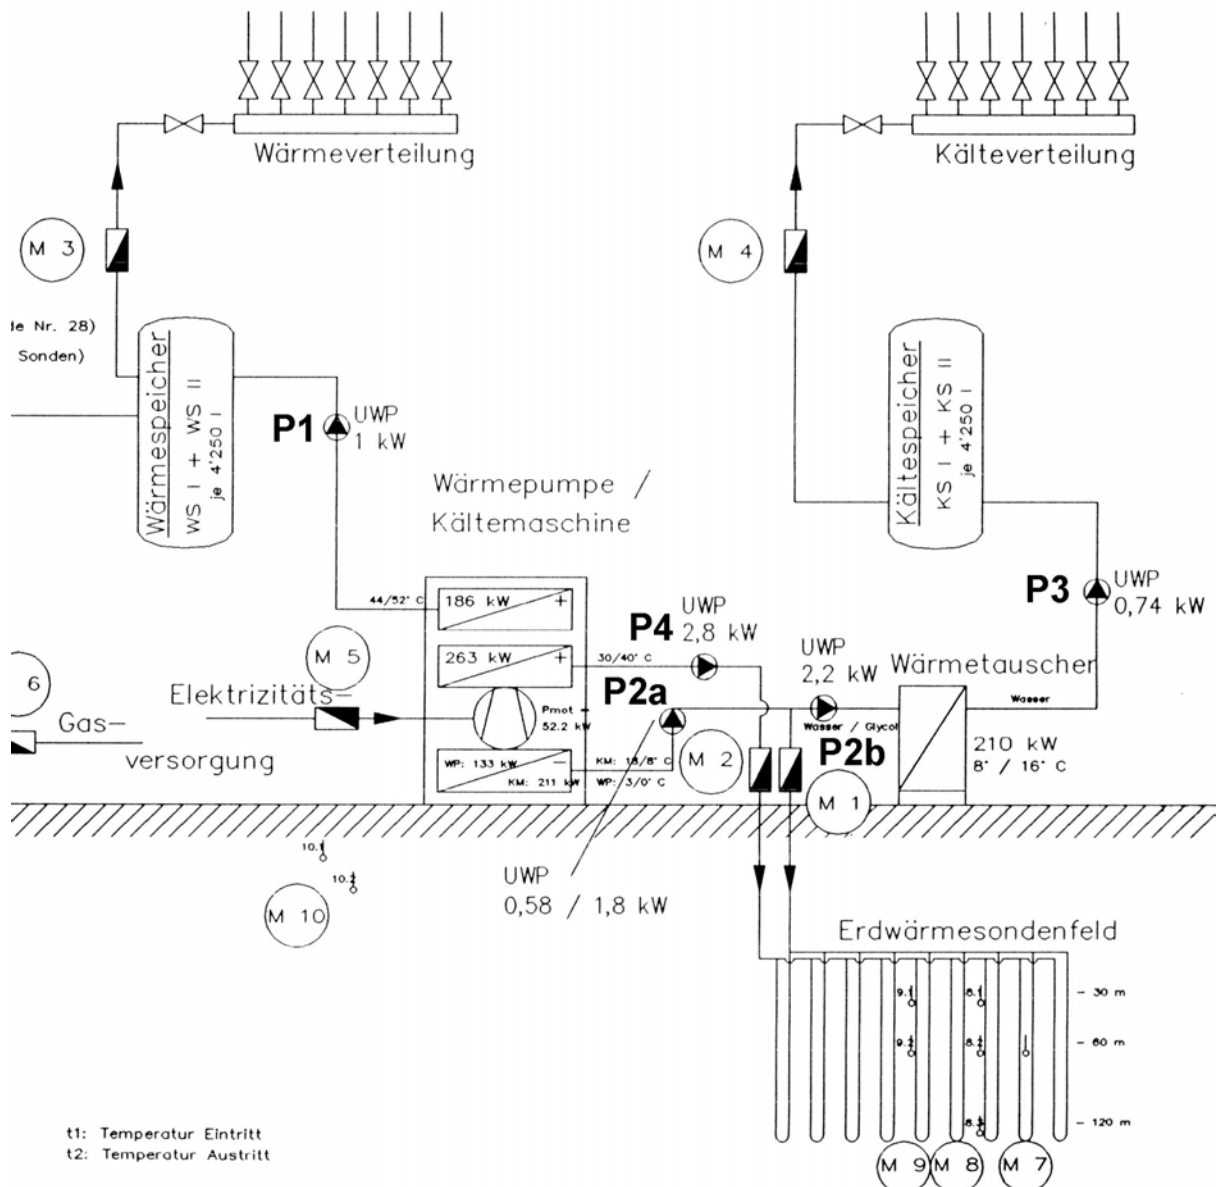 Wärmeverteilung
Kälteverteilung
M 3
M 4
de Nr. 28)
Sonden)
Wärmespeicher
WS I + WS II
je 4'250 l
P1
UWP
1 kW
Kältespeicher
KS I + KS II
je 4'250 l
Wärmepumpe /
Kältemaschine
P3
UWP
0,74 kW
44/52° C
186 kW
+
P4
UWP
2,8 kW
M 5
263 kW
+
30/40° C
UWP
2,2 kW
Wärmetauscher
6
Elektrizitäts-
P2a
Wasser
Gas-
Pmot =
52.2 kW
Wasser / Glycol
versorgung
WP: 133 kW
-
KM: 211 kW
KM: 13/8° C
WP: 3/0° C
M 2
P2b
210 kW
8° / 16° C
M 1
10.1
10.2
M 10
UWP
0,58 / 1,8 kW
Erdwärmesondenfeld
9.1
8.1
- 30 m
9.2
8.2
- 60 m
8.3
- 120 m
t1: Temperatur Eintritt
t2: Temperatur Austritt
M 9
M 8
M 7